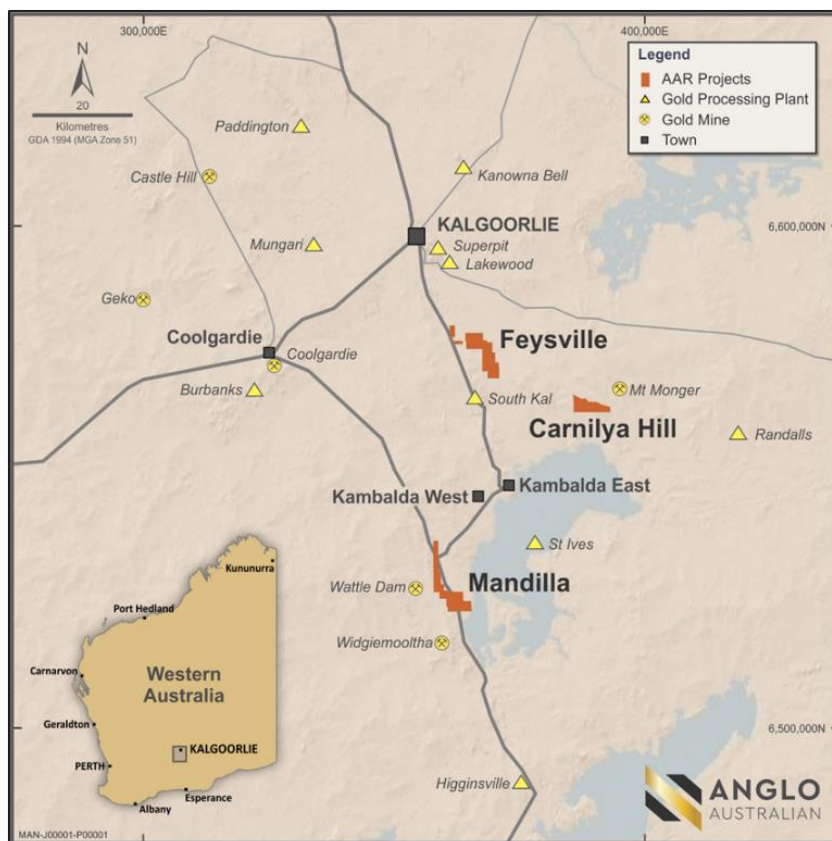 300,000E
400,000E
N
20
Kilometres
GDA 1994 (MGA Zone 51)
Legend
AAR Projects
Gold Processing Plant
Gold Mine
Town
Paddington
Castle Hill
Kanowna Bell
6,600,000N
KALGOORLIE
Mungari
Superpit
Lakewood
Geko
Coolgardie
Coolgardie
Feysville
Burbanks
South Kal
Mt Monger
Carnilya Hill
Randalls
Kambalda West
Kambalda East
St Ives
Wattle Dam
Mandilla
Widgiemooltha
Kununurra
Port Hedland
Western
Australia
Carnarvon
Geraldton
KALGOORLIE
PERTH
Esperance
Albany
6,500,000N
Higginsville
ANGLO
AUSTRALIAN
MAN-J00001-P00001